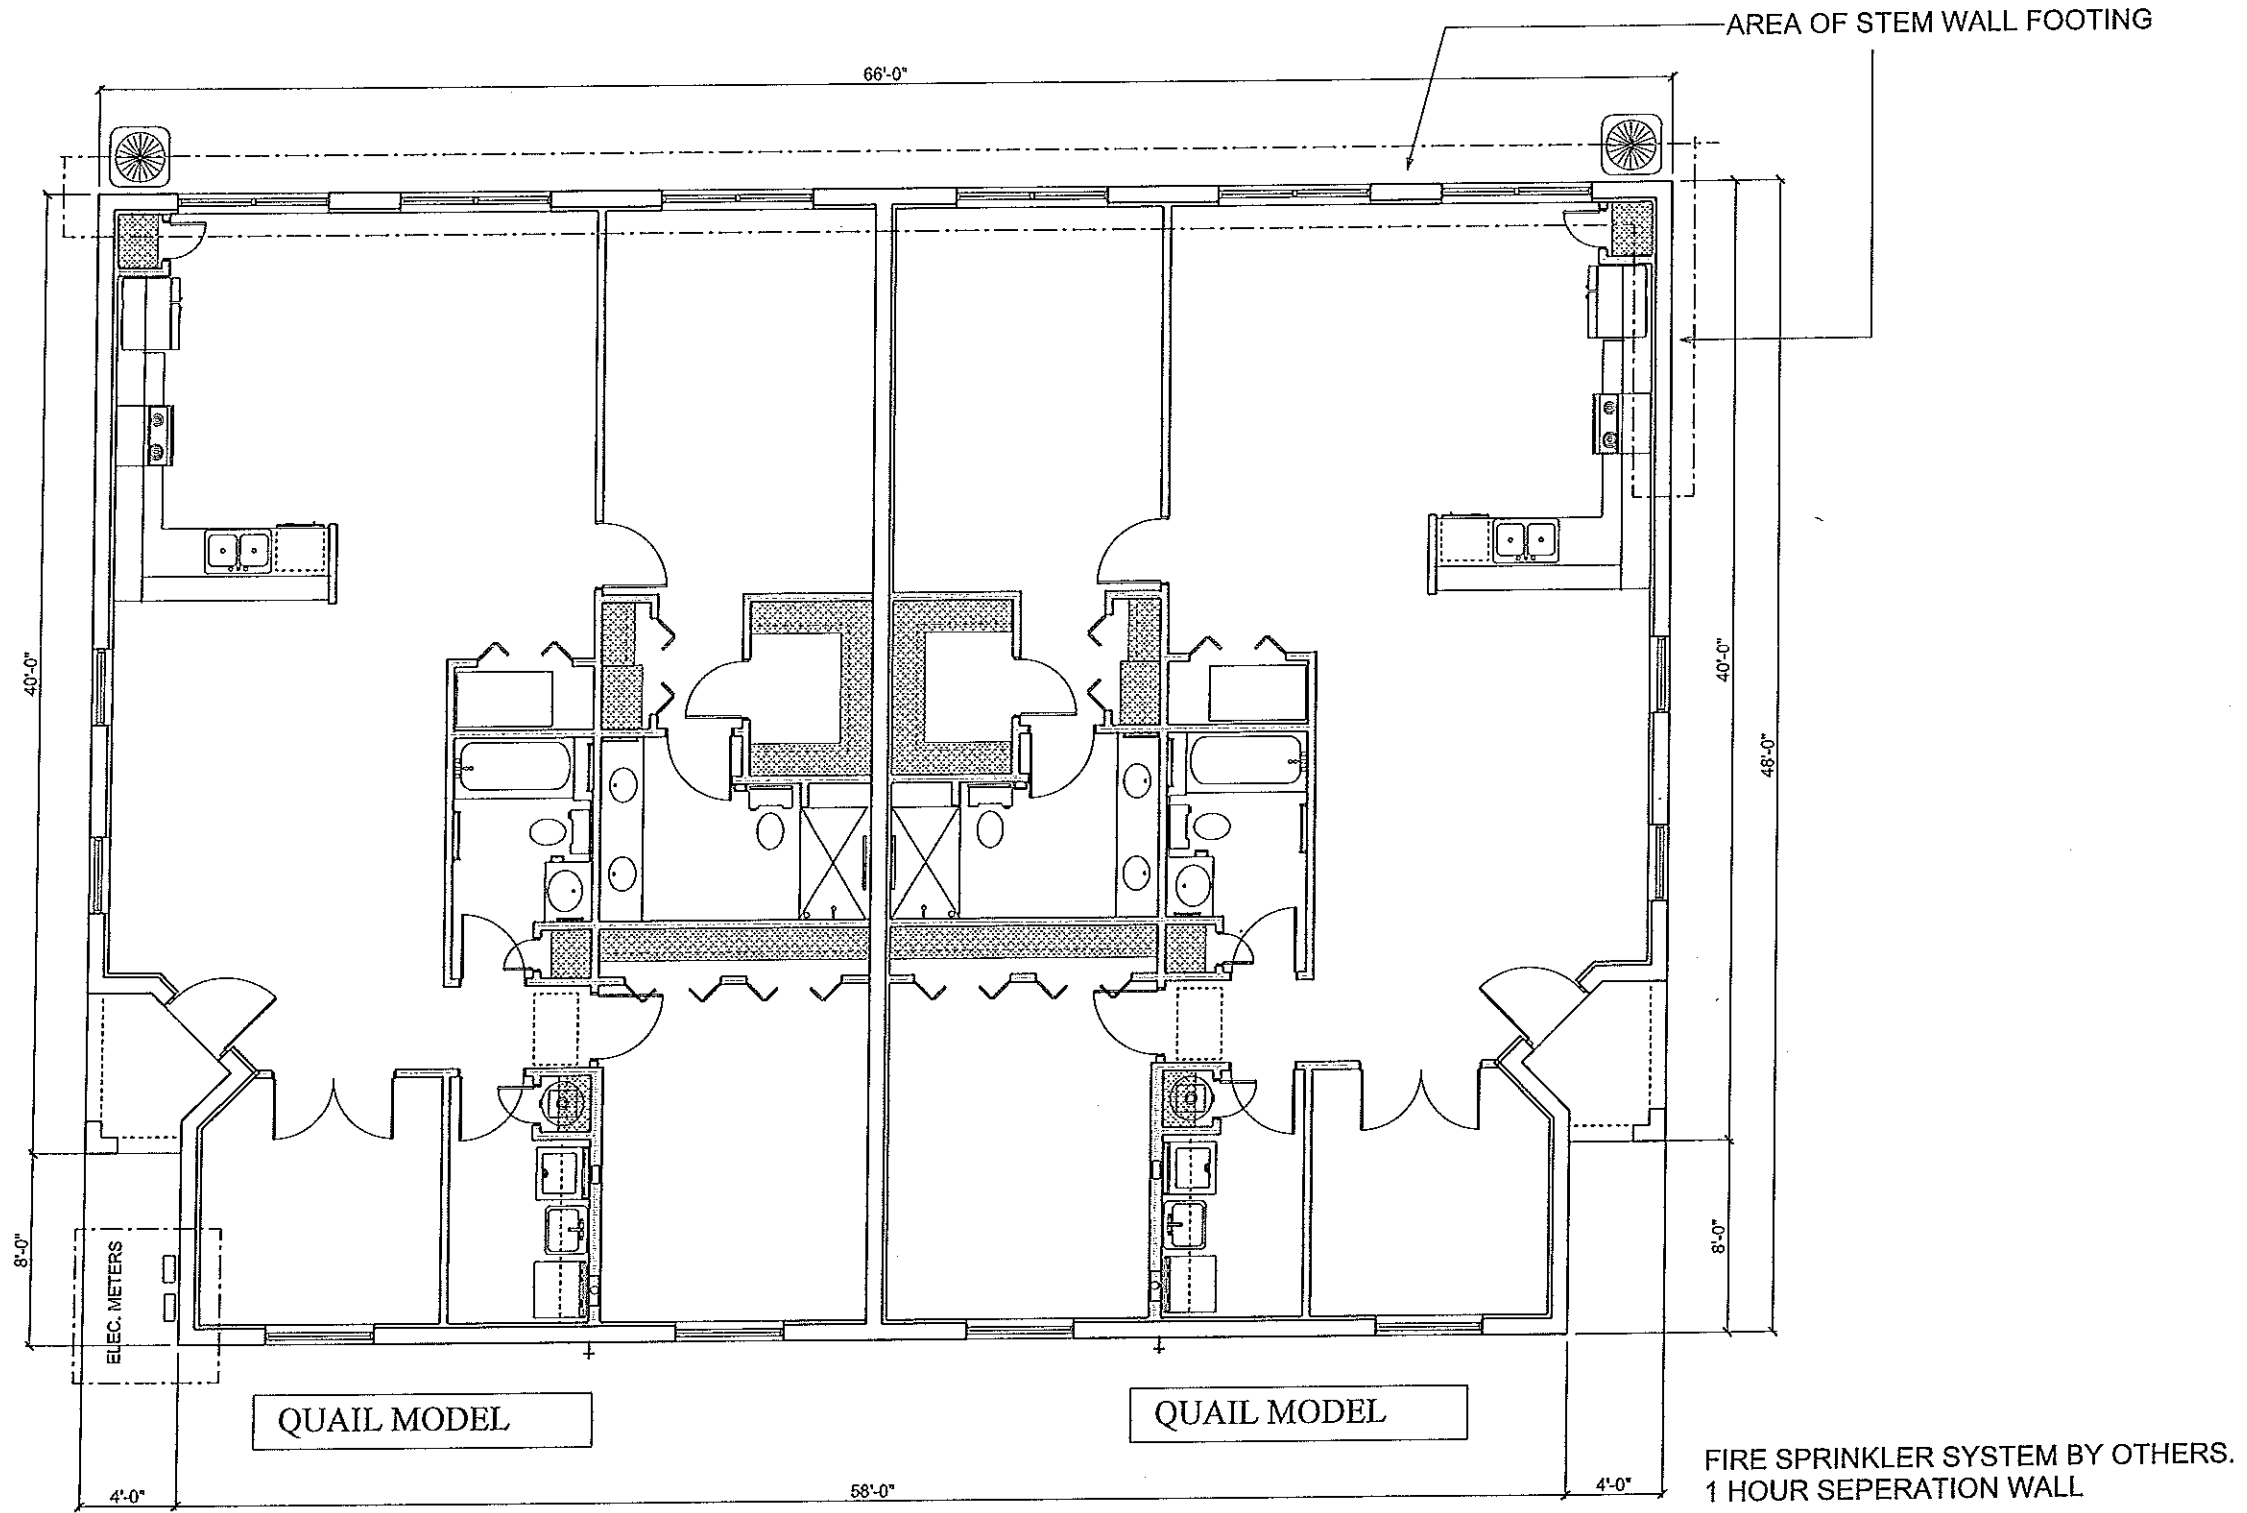 AREA OF STEM WALL FOOTING
66'-0"
40'-0"
40'-0"
48'-0"
8'-0"
8'-0"
ELEC. METERS
QUAIL MODEL
QUAIL MODEL
4'-0"
58'-0"
4'-0"
FIRE SPRINKLER SYSTEM BY OTHERS.
1 HOUR SEPERATION WALL